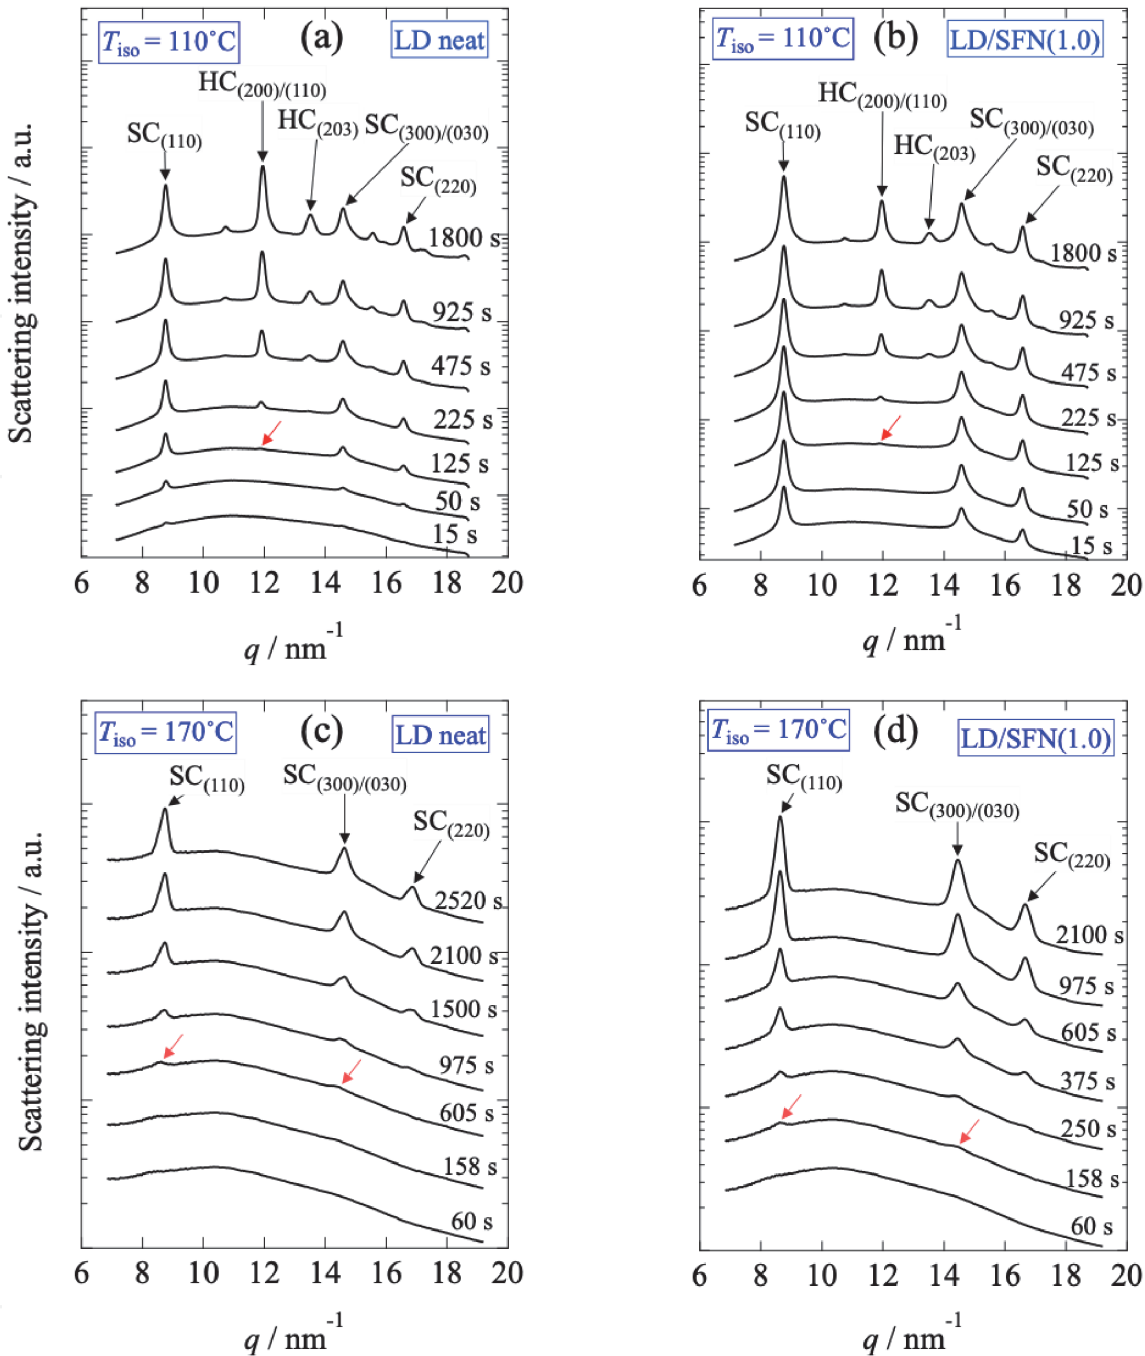 T_iso = 110˚C
(a)
LD neat
HC(200)/(110)
SC(110)
HC(203)
SC(300)/(030)
SC(220)
1800 s
925 s
475 s
225 s
125 s
50 s
15 s
6 8 10 12 14 16 18 20
q / nm-1
Scattering intensity / a.u.
T_iso = 110˚C
(b)
LD/SFN(1.0)
HC(200)/(110)
SC(110)
SC(300)/(030)
HC(203)
SC(220)
1800 s
925 s
475 s
225 s
125 s
50 s
15 s
6 8 10 12 14 16 18 20
q / nm-1
T_iso = 170˚C
(c)
LD neat
SC(110)
SC(300)/(030)
SC(220)
2520 s
2100 s
1500 s
975 s
605 s
158 s
60 s
6 8 10 12 14 16 18 20
q / nm-1
Scattering intensity / a.u.
T_iso = 170˚C
(d)
LD/SFN(1.0)
SC(110)
SC(300)/(030)
SC(220)
2100 s
975 s
605 s
375 s
250 s
158 s
60 s
6 8 10 12 14 16 18 20
q / nm-1